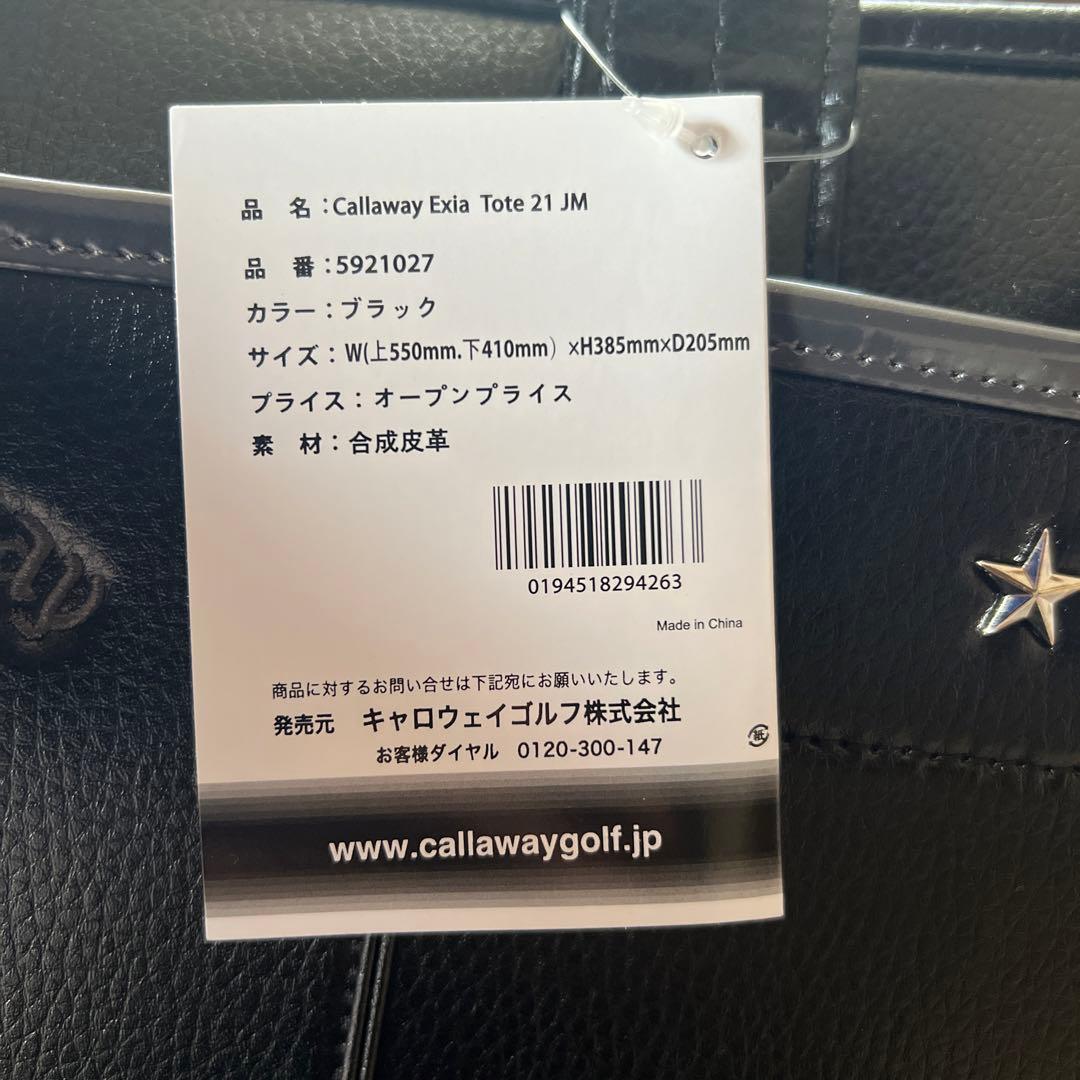 品 名：Callaway Exia Tote 21 JM
品 番：5921027
カラー：ブラック
サイズ：W(上550mm.下410mm）×H385mm×D205mm
プライス：オープンプライス
素 材：合成皮革
0194518294263
Made in China
商品に対するお問い合せは下記宛にお願いいたします。
発売元 キャロウェイゴルフ株式会社
お客様ダイヤル 0120-300-147
紙
www.callawaygolf.jp